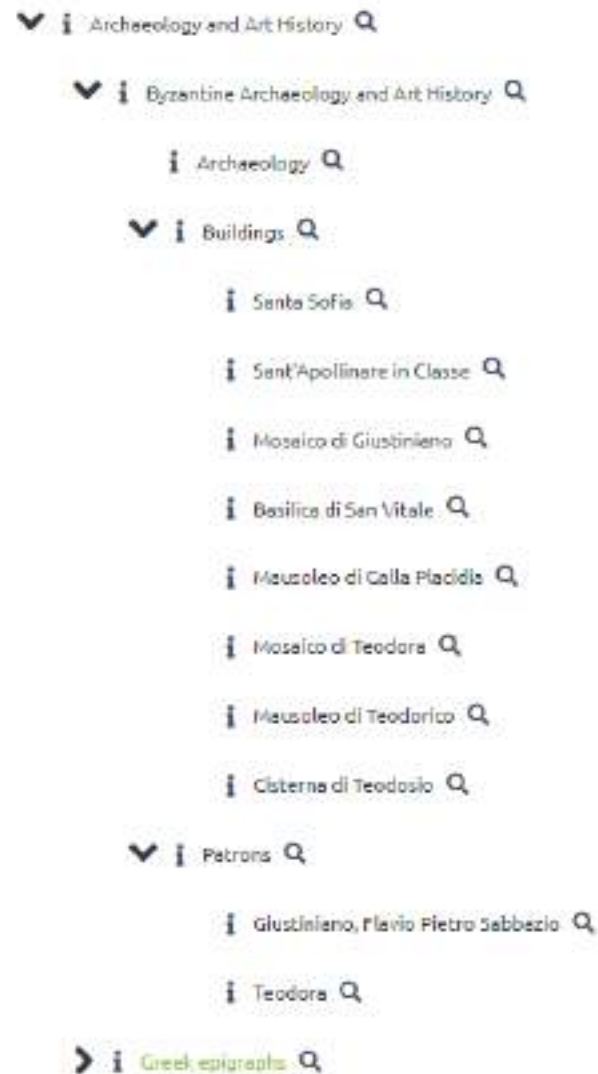 Archaeology and Art History
Byzantine Archaeology and Art History
Archaeology
Buildings
Santa Sofia
Sant'Apollinare in Classe
Mosaico di Giustiniano
Basilica di San Vitale
Mausoleo di Galla Placidia
Mosaico di Teodora
Mausoleo di Teodorico
Cisterna di Teodosio
Patrons
Giustiniano, Flavio Pietro Sabbazio
Teodora
Greek epigraphs